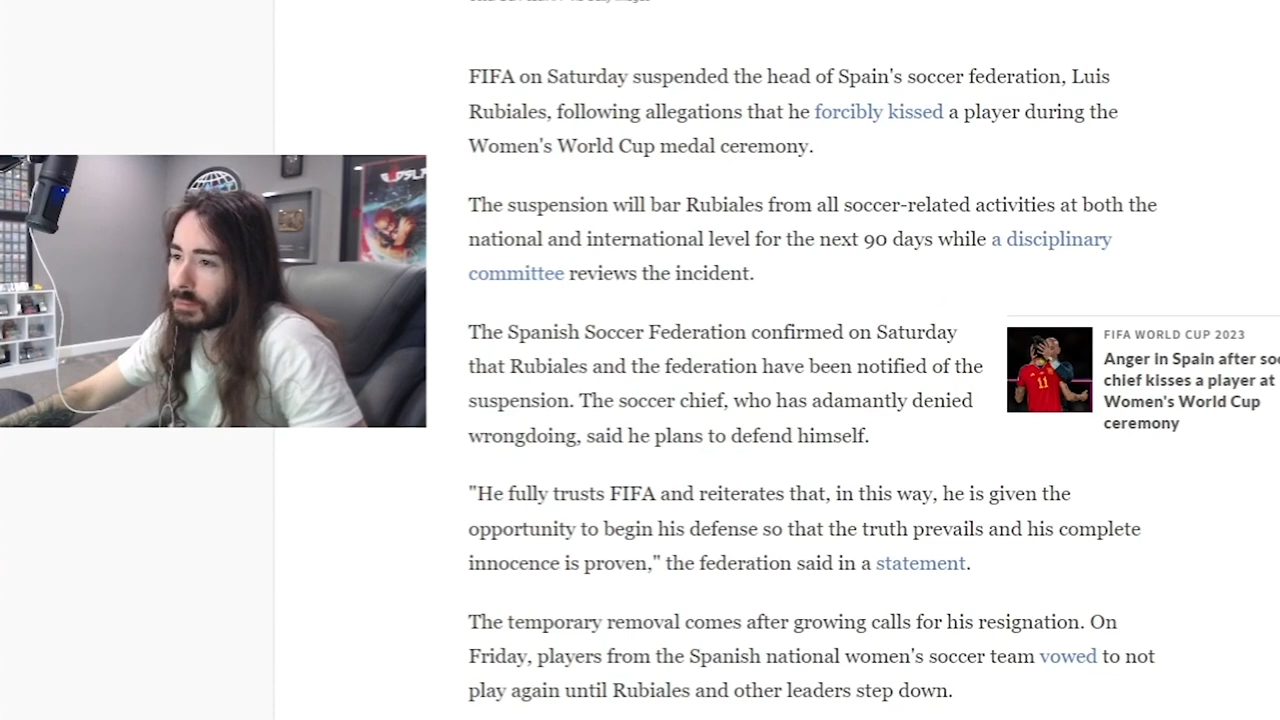 FIFA on Saturday suspended the head of Spain's soccer federation, Luis
Rubiales, following allegations that he forcibly kissed a player during the
Women's World Cup medal ceremony.
The suspension will bar Rubiales from all soccer-related activities at both the
national and international level for the next 90 days while a disciplinary
committee reviews the incident.
The Spanish Soccer Federation confirmed on Saturday
that Rubiales and the federation have been notified of the
suspension. The soccer chief, who has adamantly denied
wrongdoing, said he plans to defend himself.
FIFA WORLD CUP 2023
Anger in Spain after soc
chief kisses a player at
Women's World Cup
ceremony
11
"He fully trusts FIFA and reiterates that, in this way, he is given the
opportunity to begin his defense so that the truth prevails and his complete
innocence is proven," the federation said in a statement.
The temporary removal comes after growing calls for his resignation. On
Friday, players from the Spanish national women's soccer team vowed to not
play again until Rubiales and other leaders step down.